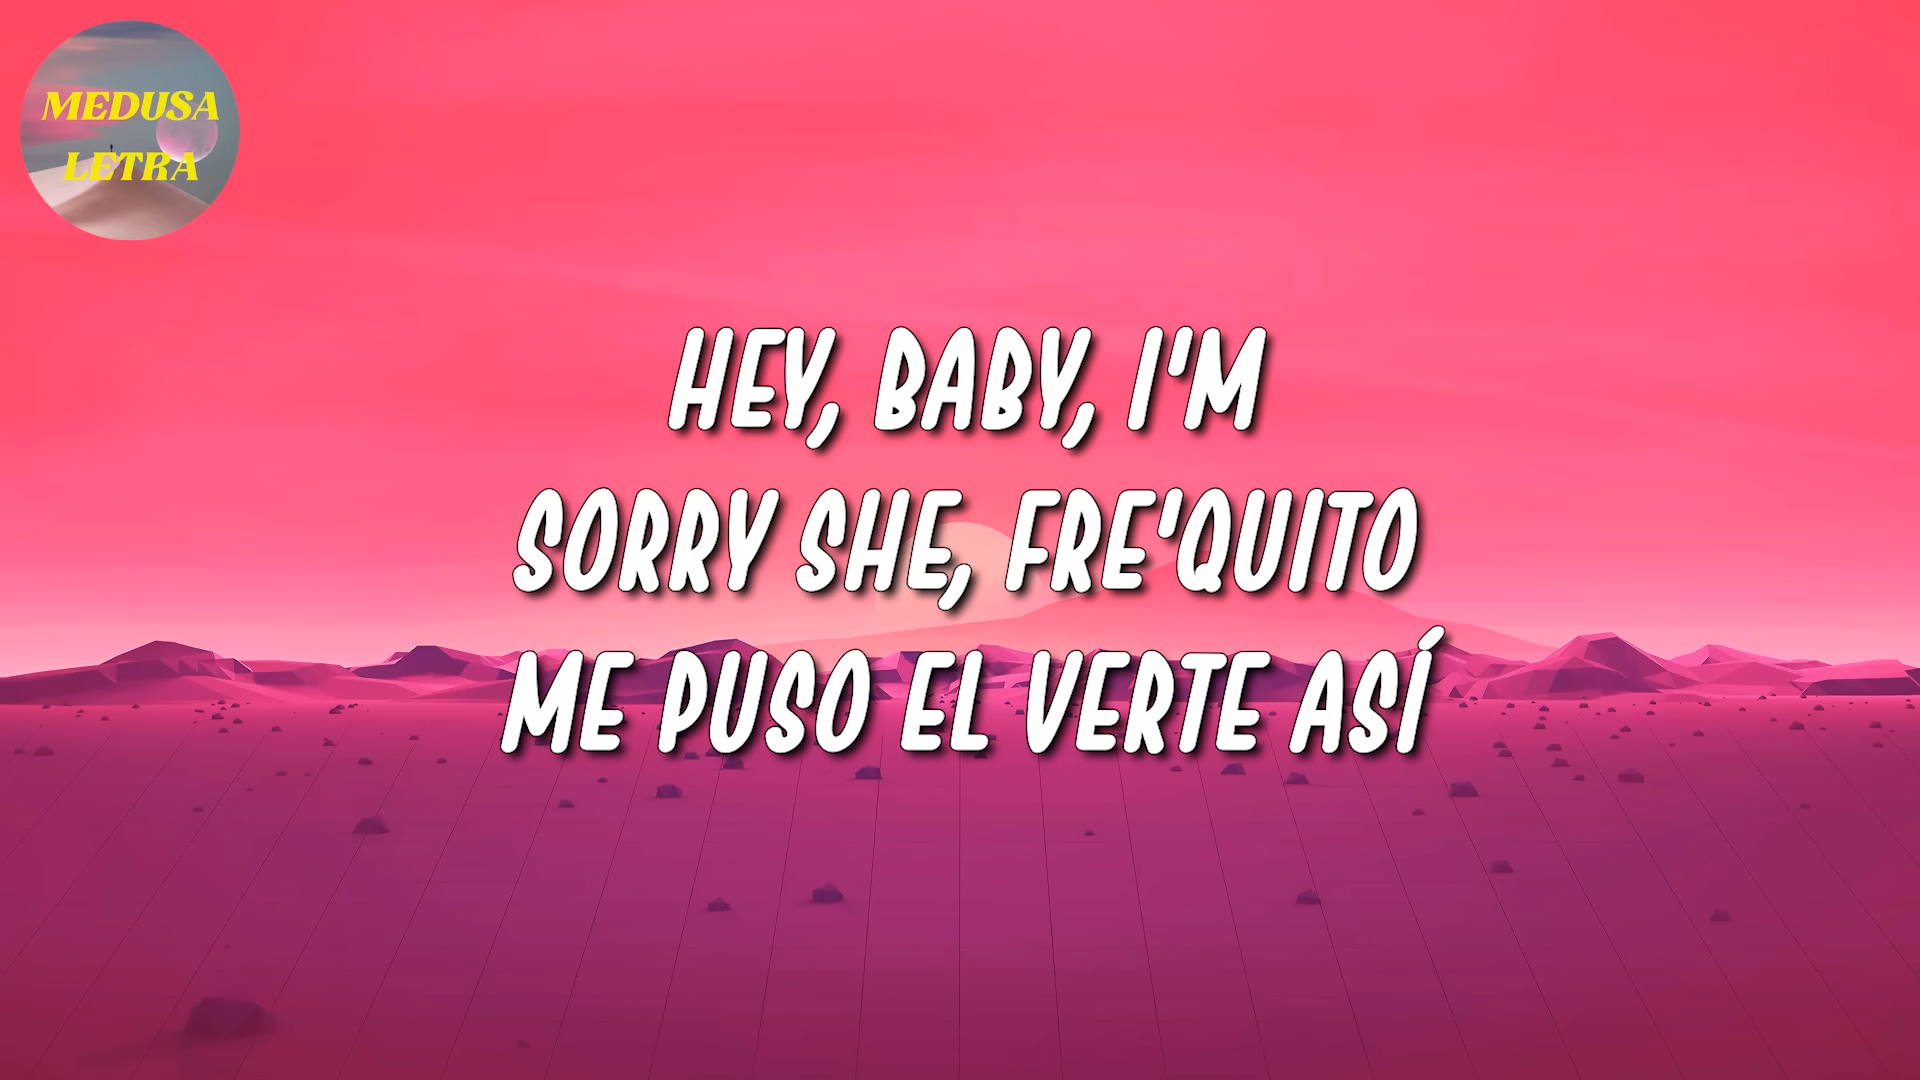 MEDUSA
LETRA
HEY, BABY, I'M
SORRY SHE, FRE'QUITO
ME PUSO EL VERTE ASÍ